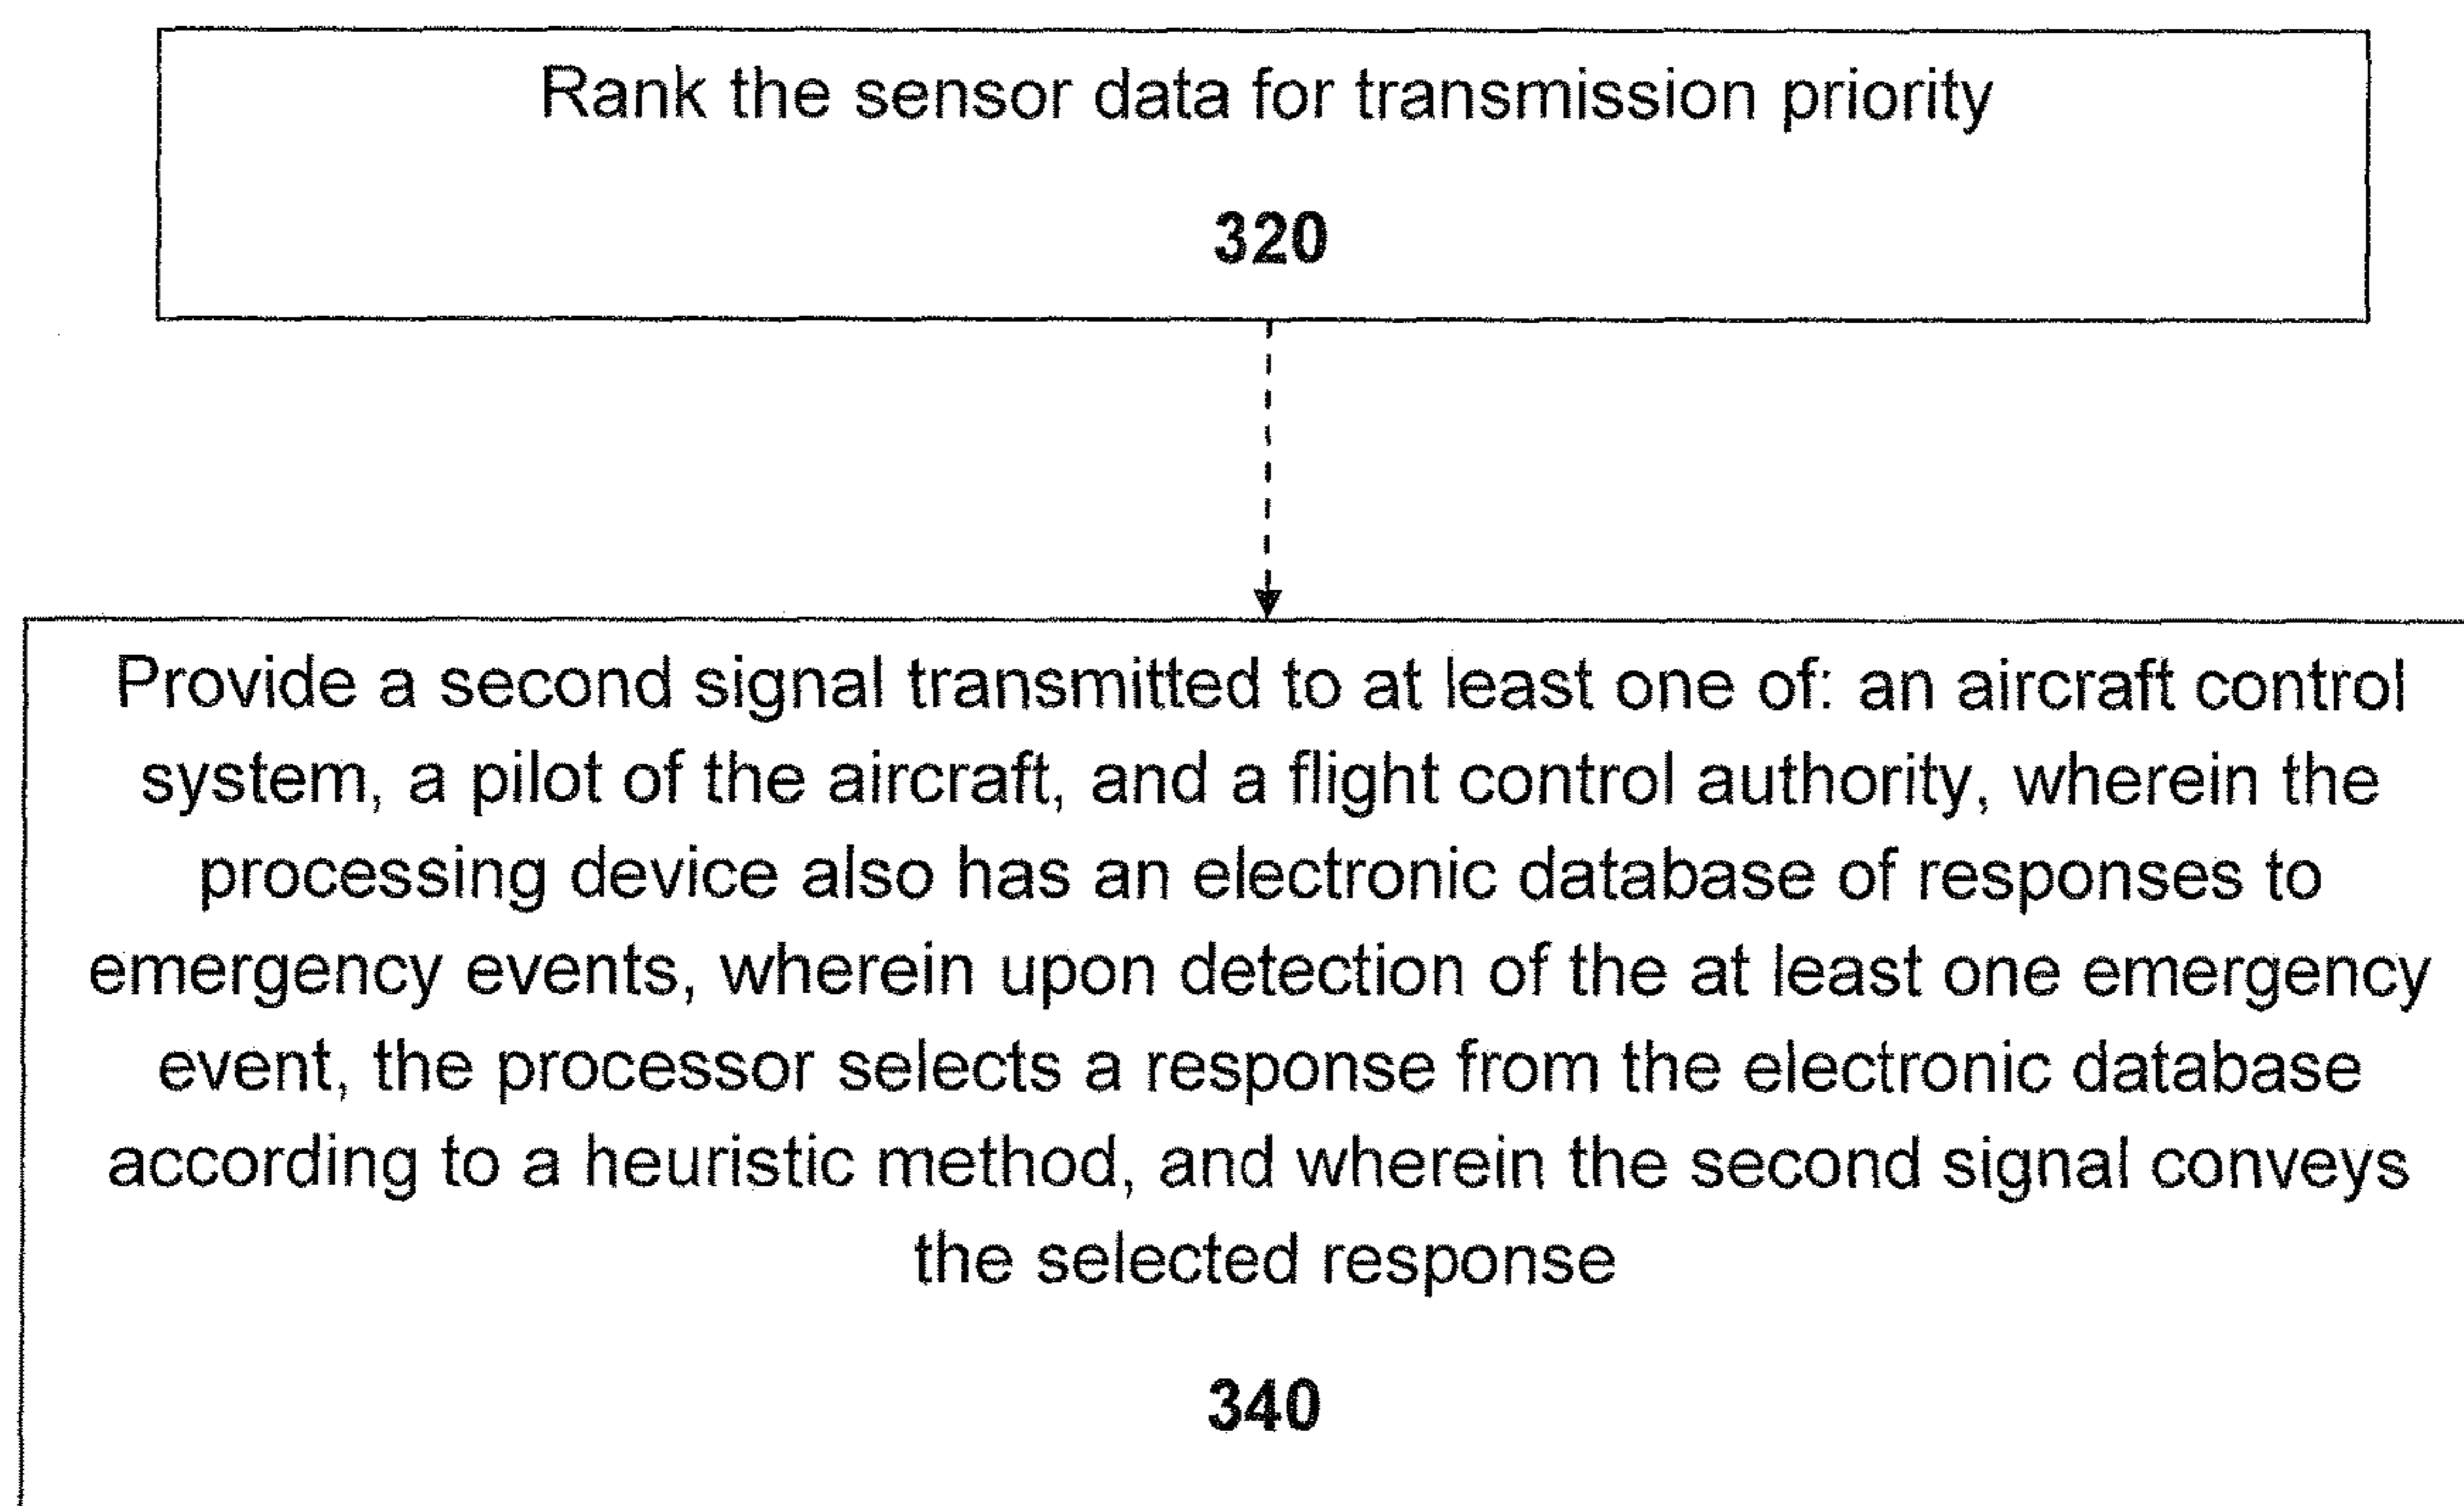 Rank the sensor data for transmission priority
320
Provide a second signal transmitted to at least one of: an aircraft control
system, a pilot of the aircraft, and a flight control authority, wherein the
processing device also has an electronic database of responses to
emergency events, wherein upon detection of the at least one emergency
event, the processor selects a response from the electronic database
according to a heuristic method, and wherein the second signal conveys
the selected response
340